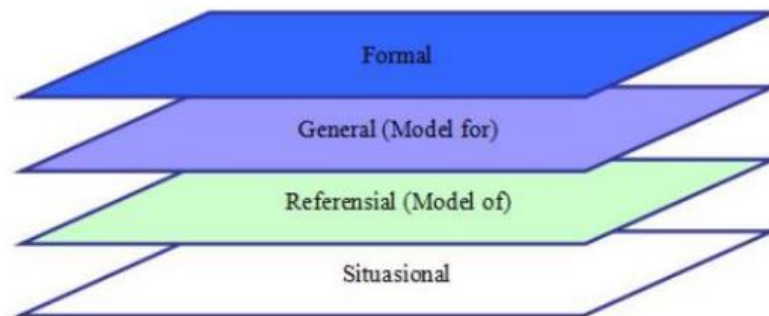 Formal
General (Model for)
Referensial (Model of)
Situasional